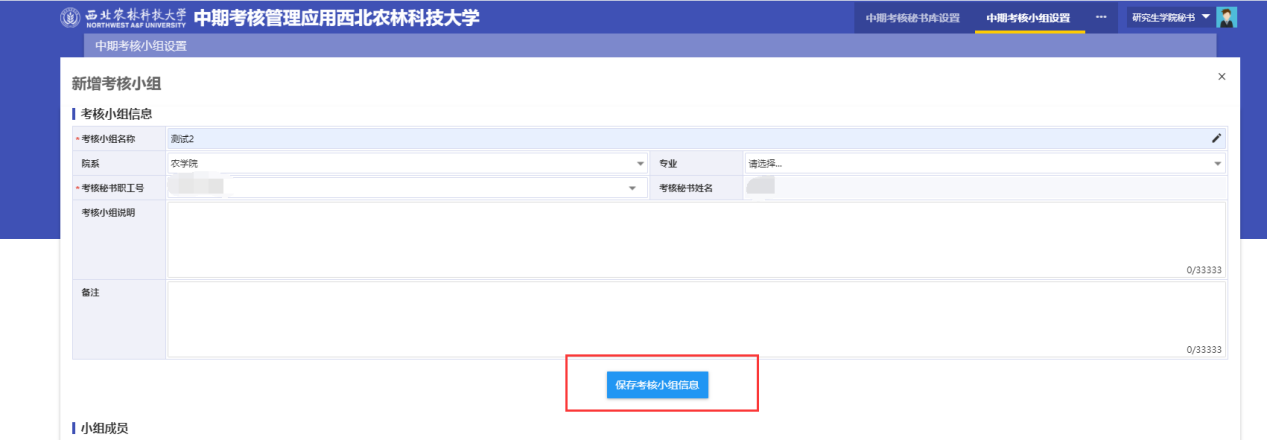 西北农林科技大学 中期考核管理应用西北农林科技大学 中期考核秘书库设置 中期考核小组设置 ··· 研究生学院秘书
NORTHWEST A&F UNIVERSITY
中期考核小组设置
新增考核小组 ×
考核小组信息
* 考核小组名称 测试2
院系 农学院 专业 请选择...
* 考核秘书职工号 考核秘书姓名
考核小组说明
0/33333
备注
0/33333
保存考核小组信息
小组成员